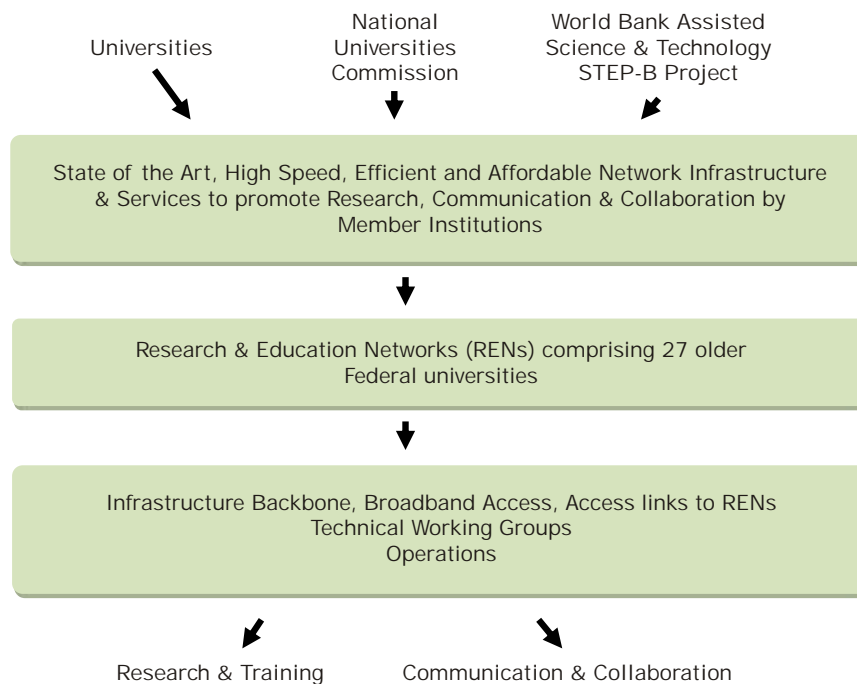 Universities
National
Universities
Commission
World Bank Assisted
Science & Technology
STEP-B Project
State of the Art, High Speed, Efficient and Affordable Network Infrastructure
& Services to promote Research, Communication & Collaboration by
Member Institutions
Research & Education Networks (RENs) comprising 27 older
Federal universities
Infrastructure Backbone, Broadband Access, Access links to RENs
Technical Working Groups
Operations
Research & Training
Communication & Collaboration